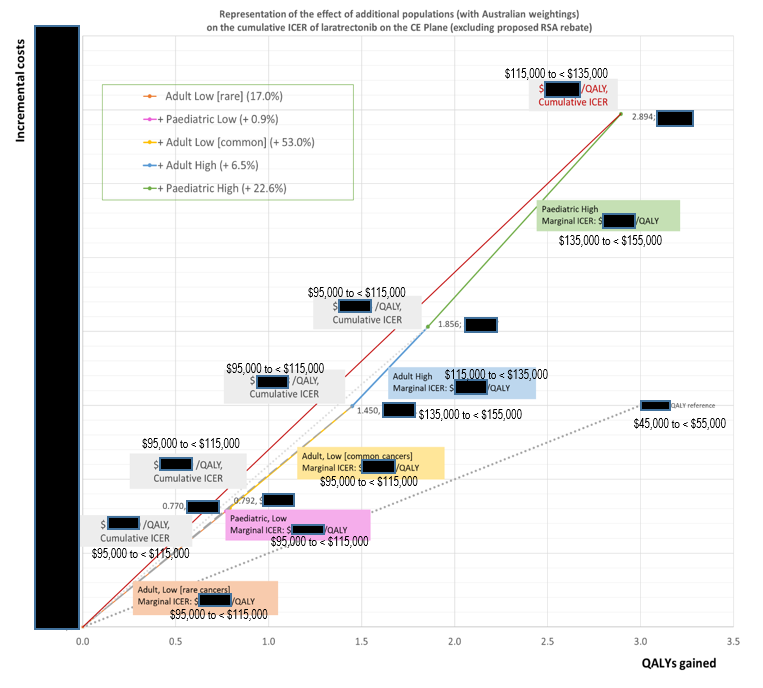 Representation of the effect of additional populations (with Australian weightings)
on the cumulative ICER of laratrectonib on the CE Plane (excluding proposed RSA rebate)
Incremental costs
Adult Low [rare] (17.0%)
+ Paediatric Low (+ 0.9%)
+ Adult Low [common] (+ 53.0%)
+ Adult High (+ 6.5%)
+ Paediatric High (+ 22.6%)
$115,000 to < $135,000
$ /QALY,
Cumulative ICER
2.894;
Paediatric High
Marginal ICER: $ /QALY
$135,000 to < $155,000
$95,000 to < $115,000
$ /QALY,
Cumulative ICER
1.856;
$95,000 to < $115,000
$ /QALY,
Cumulative ICER
Adult High $115,000 to < $135,000
Marginal ICER: $ /QALY
1.450, $135,000 to < $155,000
QALY reference
$45,000 to < $55,000
$95,000 to < $115,000
$ /QALY,
Cumulative ICER
Adult, Low [common cancers]
Marginal ICER: $ /QALY
$95,000 to < $115,000
0.770,
0.792, $
Paediatric, Low
Marginal ICER: $ /QALY
$95,000 to < $115,000
$ /QALY,
Cumulative ICER
$95,000 to < $115,000
Adult, Low [rare cancers]
Marginal ICER: $ /QALY
$95,000 to < $115,000
0.0 0.5 1.0 1.5 2.0 2.5 3.0 3.5
QALYs gained